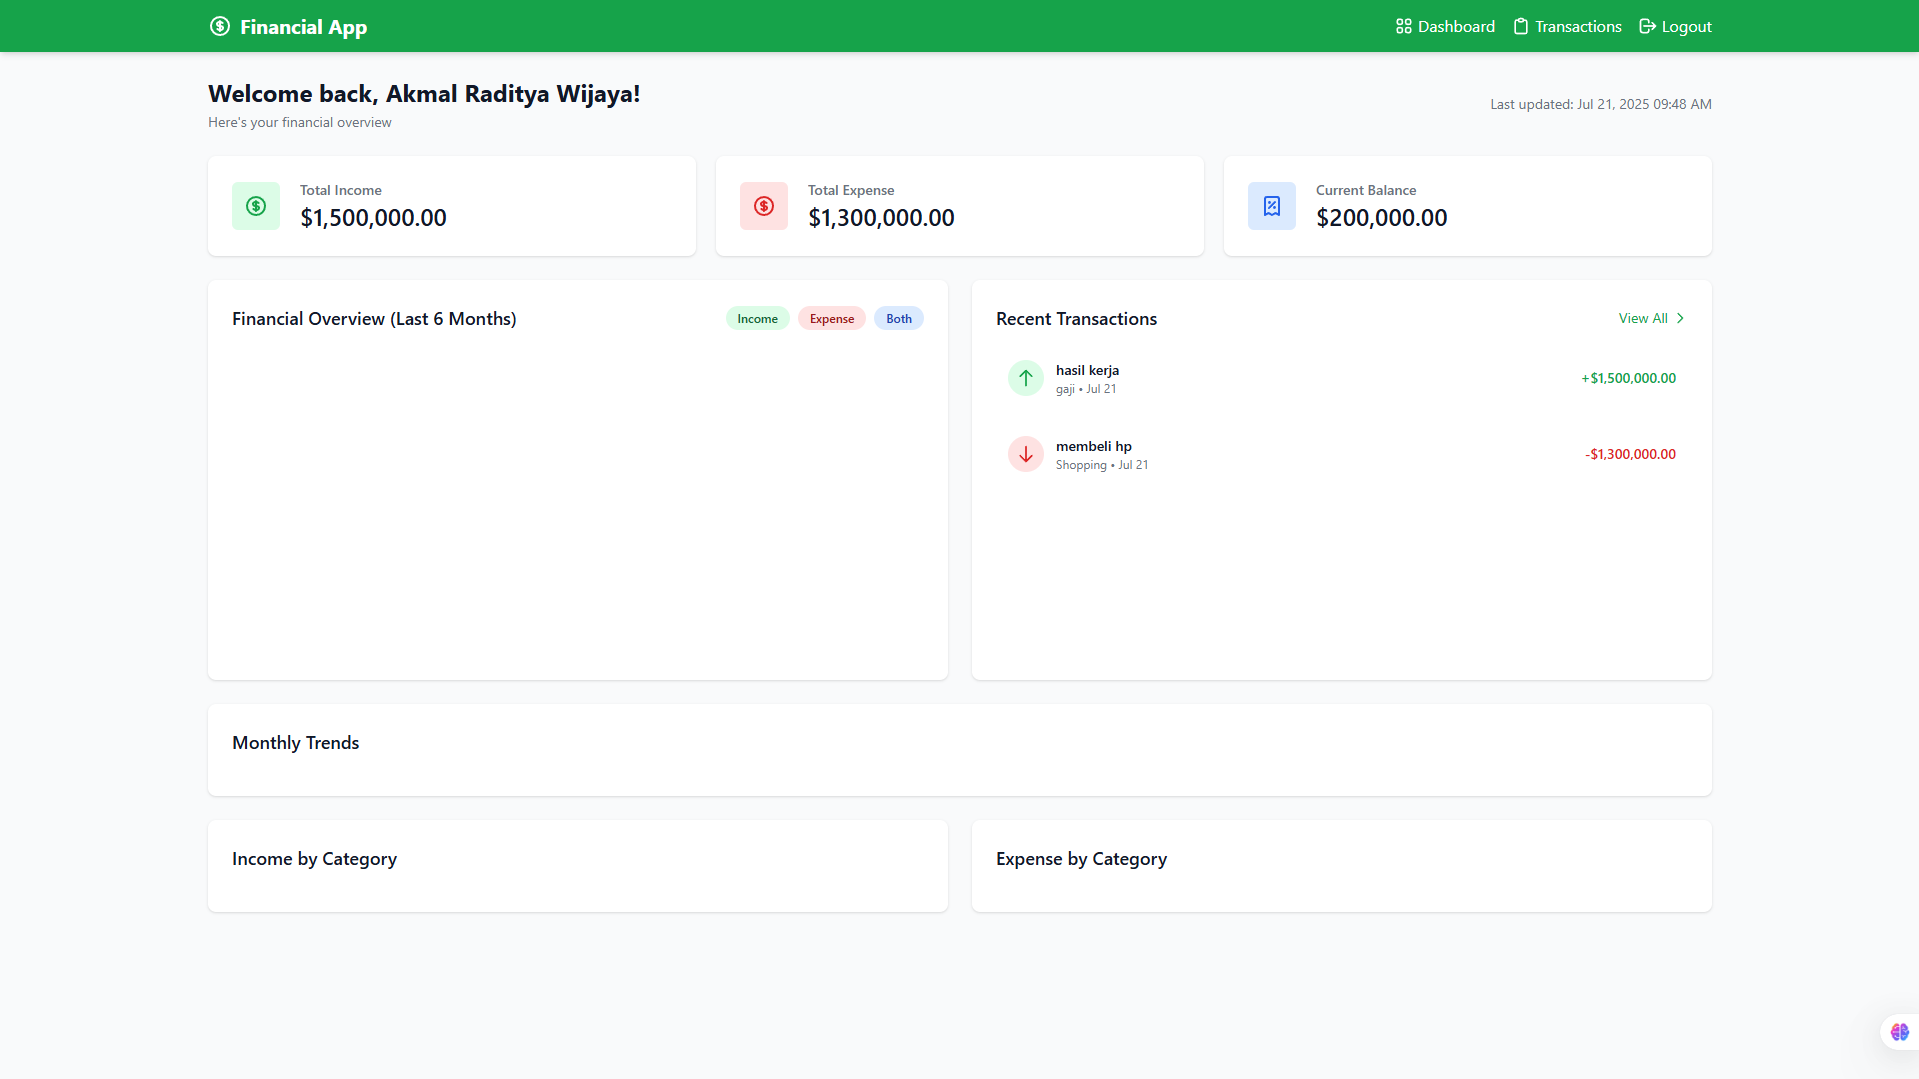 Financial App
Dashboard
Transactions
Logout
Welcome back, Akmal Raditya Wijaya!
Here's your financial overview
Last updated: Jul 21, 2025 09:48 AM
Total Income
$1,500,000.00
Total Expense
$1,300,000.00
Current Balance
$200,000.00
Financial Overview (Last 6 Months)
Income
Expense
Both
Recent Transactions
View All
hasil kerja
gaji • Jul 21
+$1,500,000.00
membeli hp
Shopping • Jul 21
-$1,300,000.00
Monthly Trends
Income by Category
Expense by Category